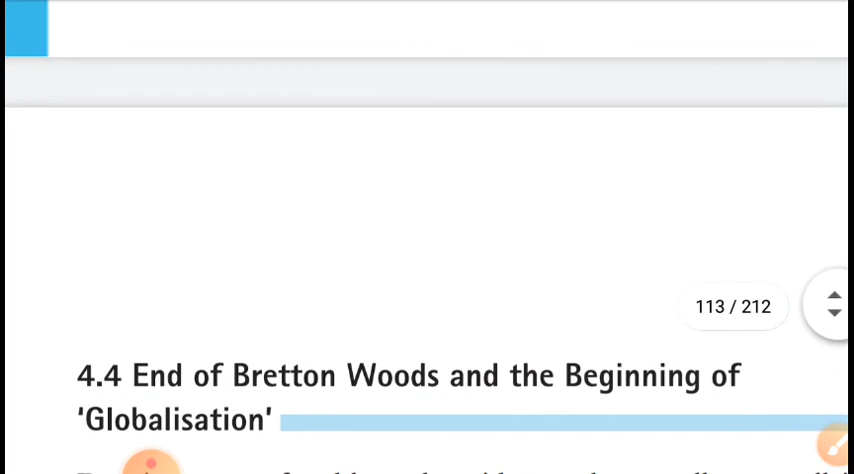 113 / 212
4.4 End of Bretton Woods and the Beginning of
'Globalisation'